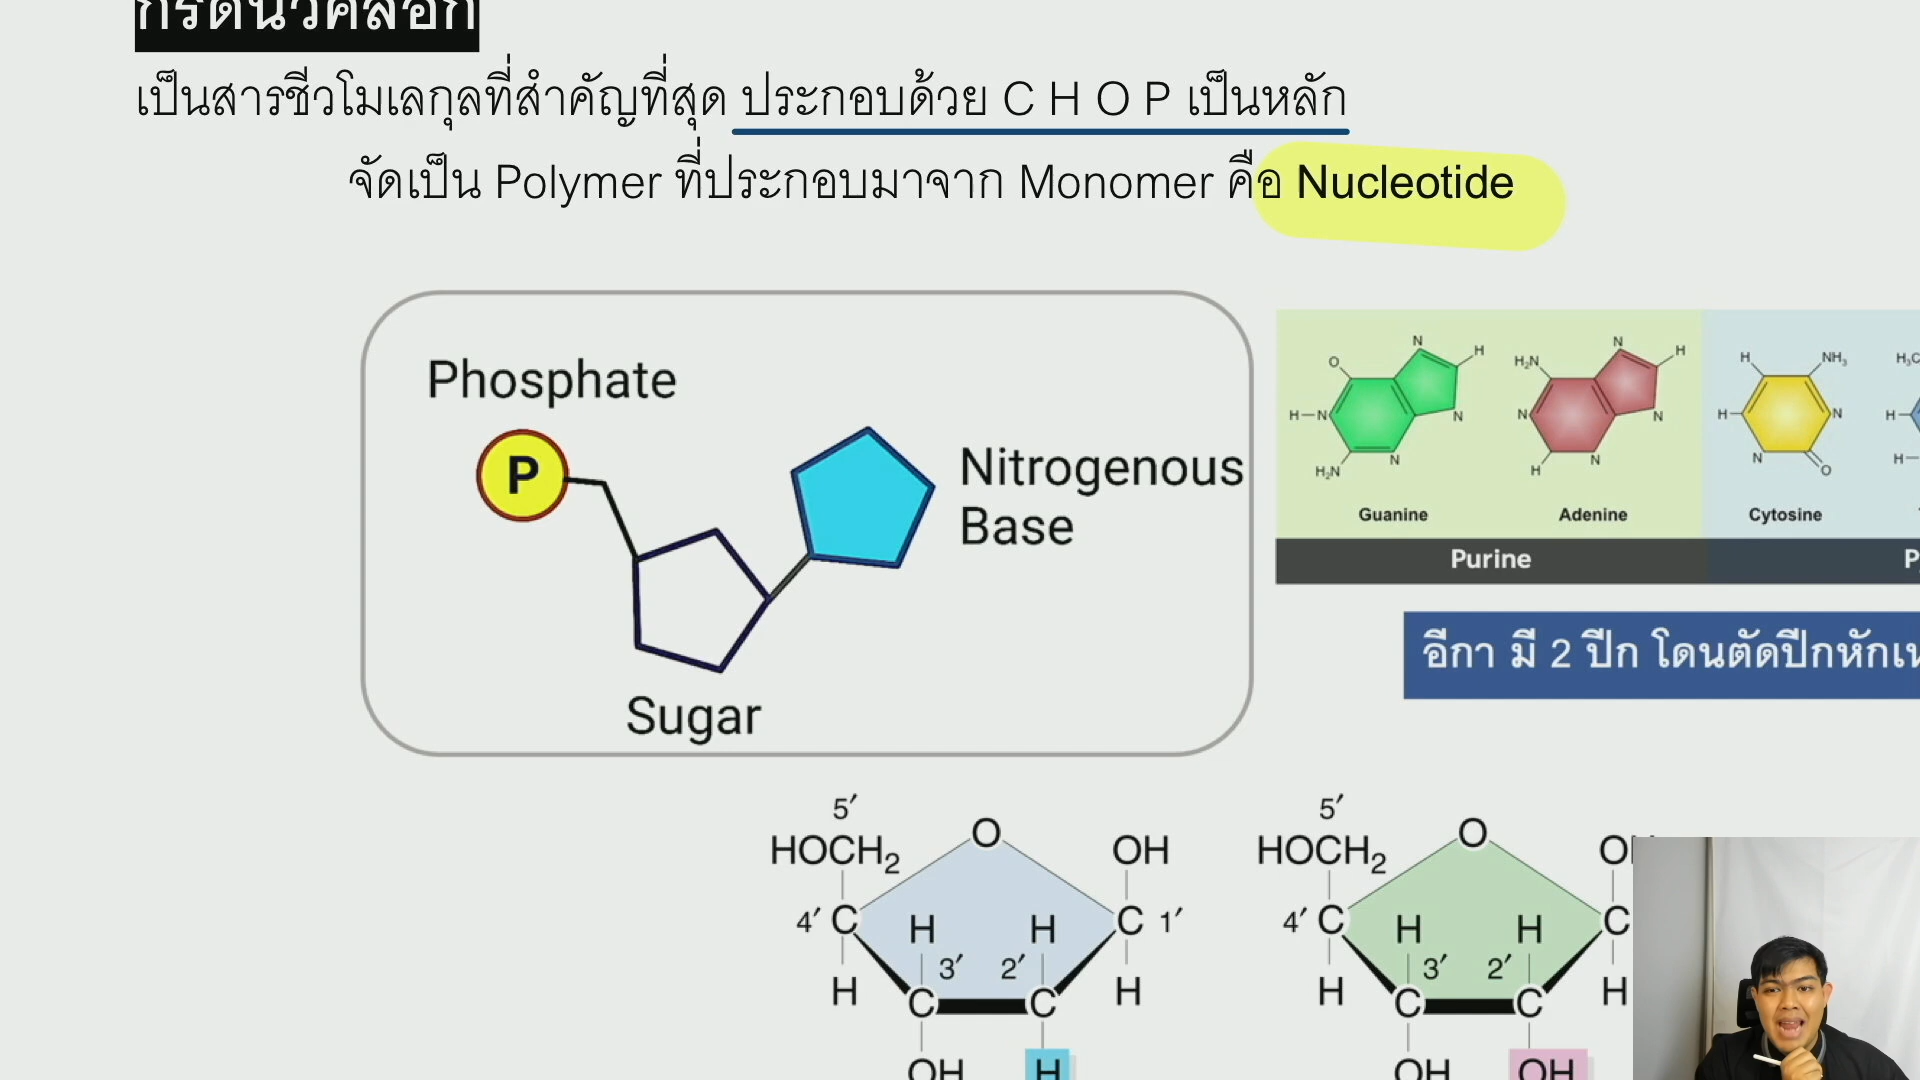 กรดนิวคลีอิก
เป็นสารชีวโมเลกุลที่สำคัญที่สุด ประกอบด้วย C H O P เป็นหลัก
จัดเป็น Polymer ที่ประกอบมาจาก Monomer คือ Nucleotide
Phosphate
P
Nitrogenous
Base
Sugar
O
N
H
H–N
N
H₂N
N
Guanine
H₂N
N
H
N
N
H
N
Adenine
H
NH₃
H
N
N
O
Cytosine
H₃C
H
H
Purine
อีกา มี 2 ปีก โดนตัดปีกหัก
5′
HOCH₂
O
OH
4′ C
H
H
C 1′
3′
2′
H
C
C
H
OH
H
5′
HOCH₂
O
4′ C
H
H
C
3′
2′
H
C
C
H
OH
OH